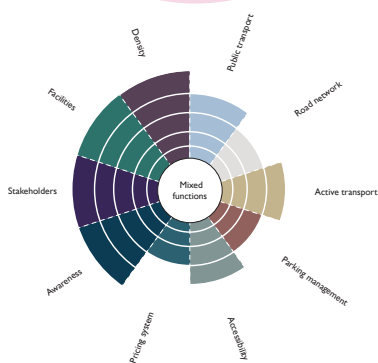 Density
Public transport
Facilities
Road network
Stakeholders
Mixed
functions
Active transport
Awareness
Parking management
Pricing system
Accessibility